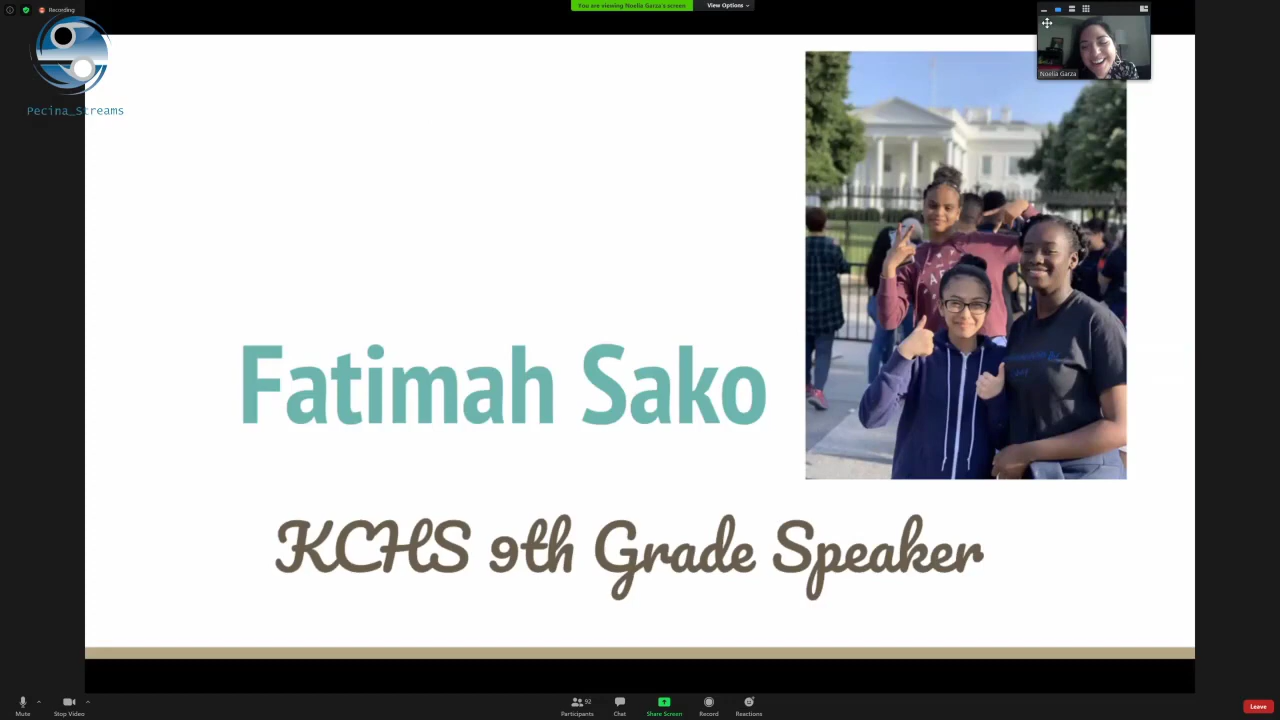 Recording
You are viewing Noelia Garza's screen
View Options
Noelia Garza
Pecina_Streams
Fatimah Sako
KCHS 9th Grade Speaker
Mute
Stop Video
92
Participants
Chat
Share Screen
Record
Reactions
Leave